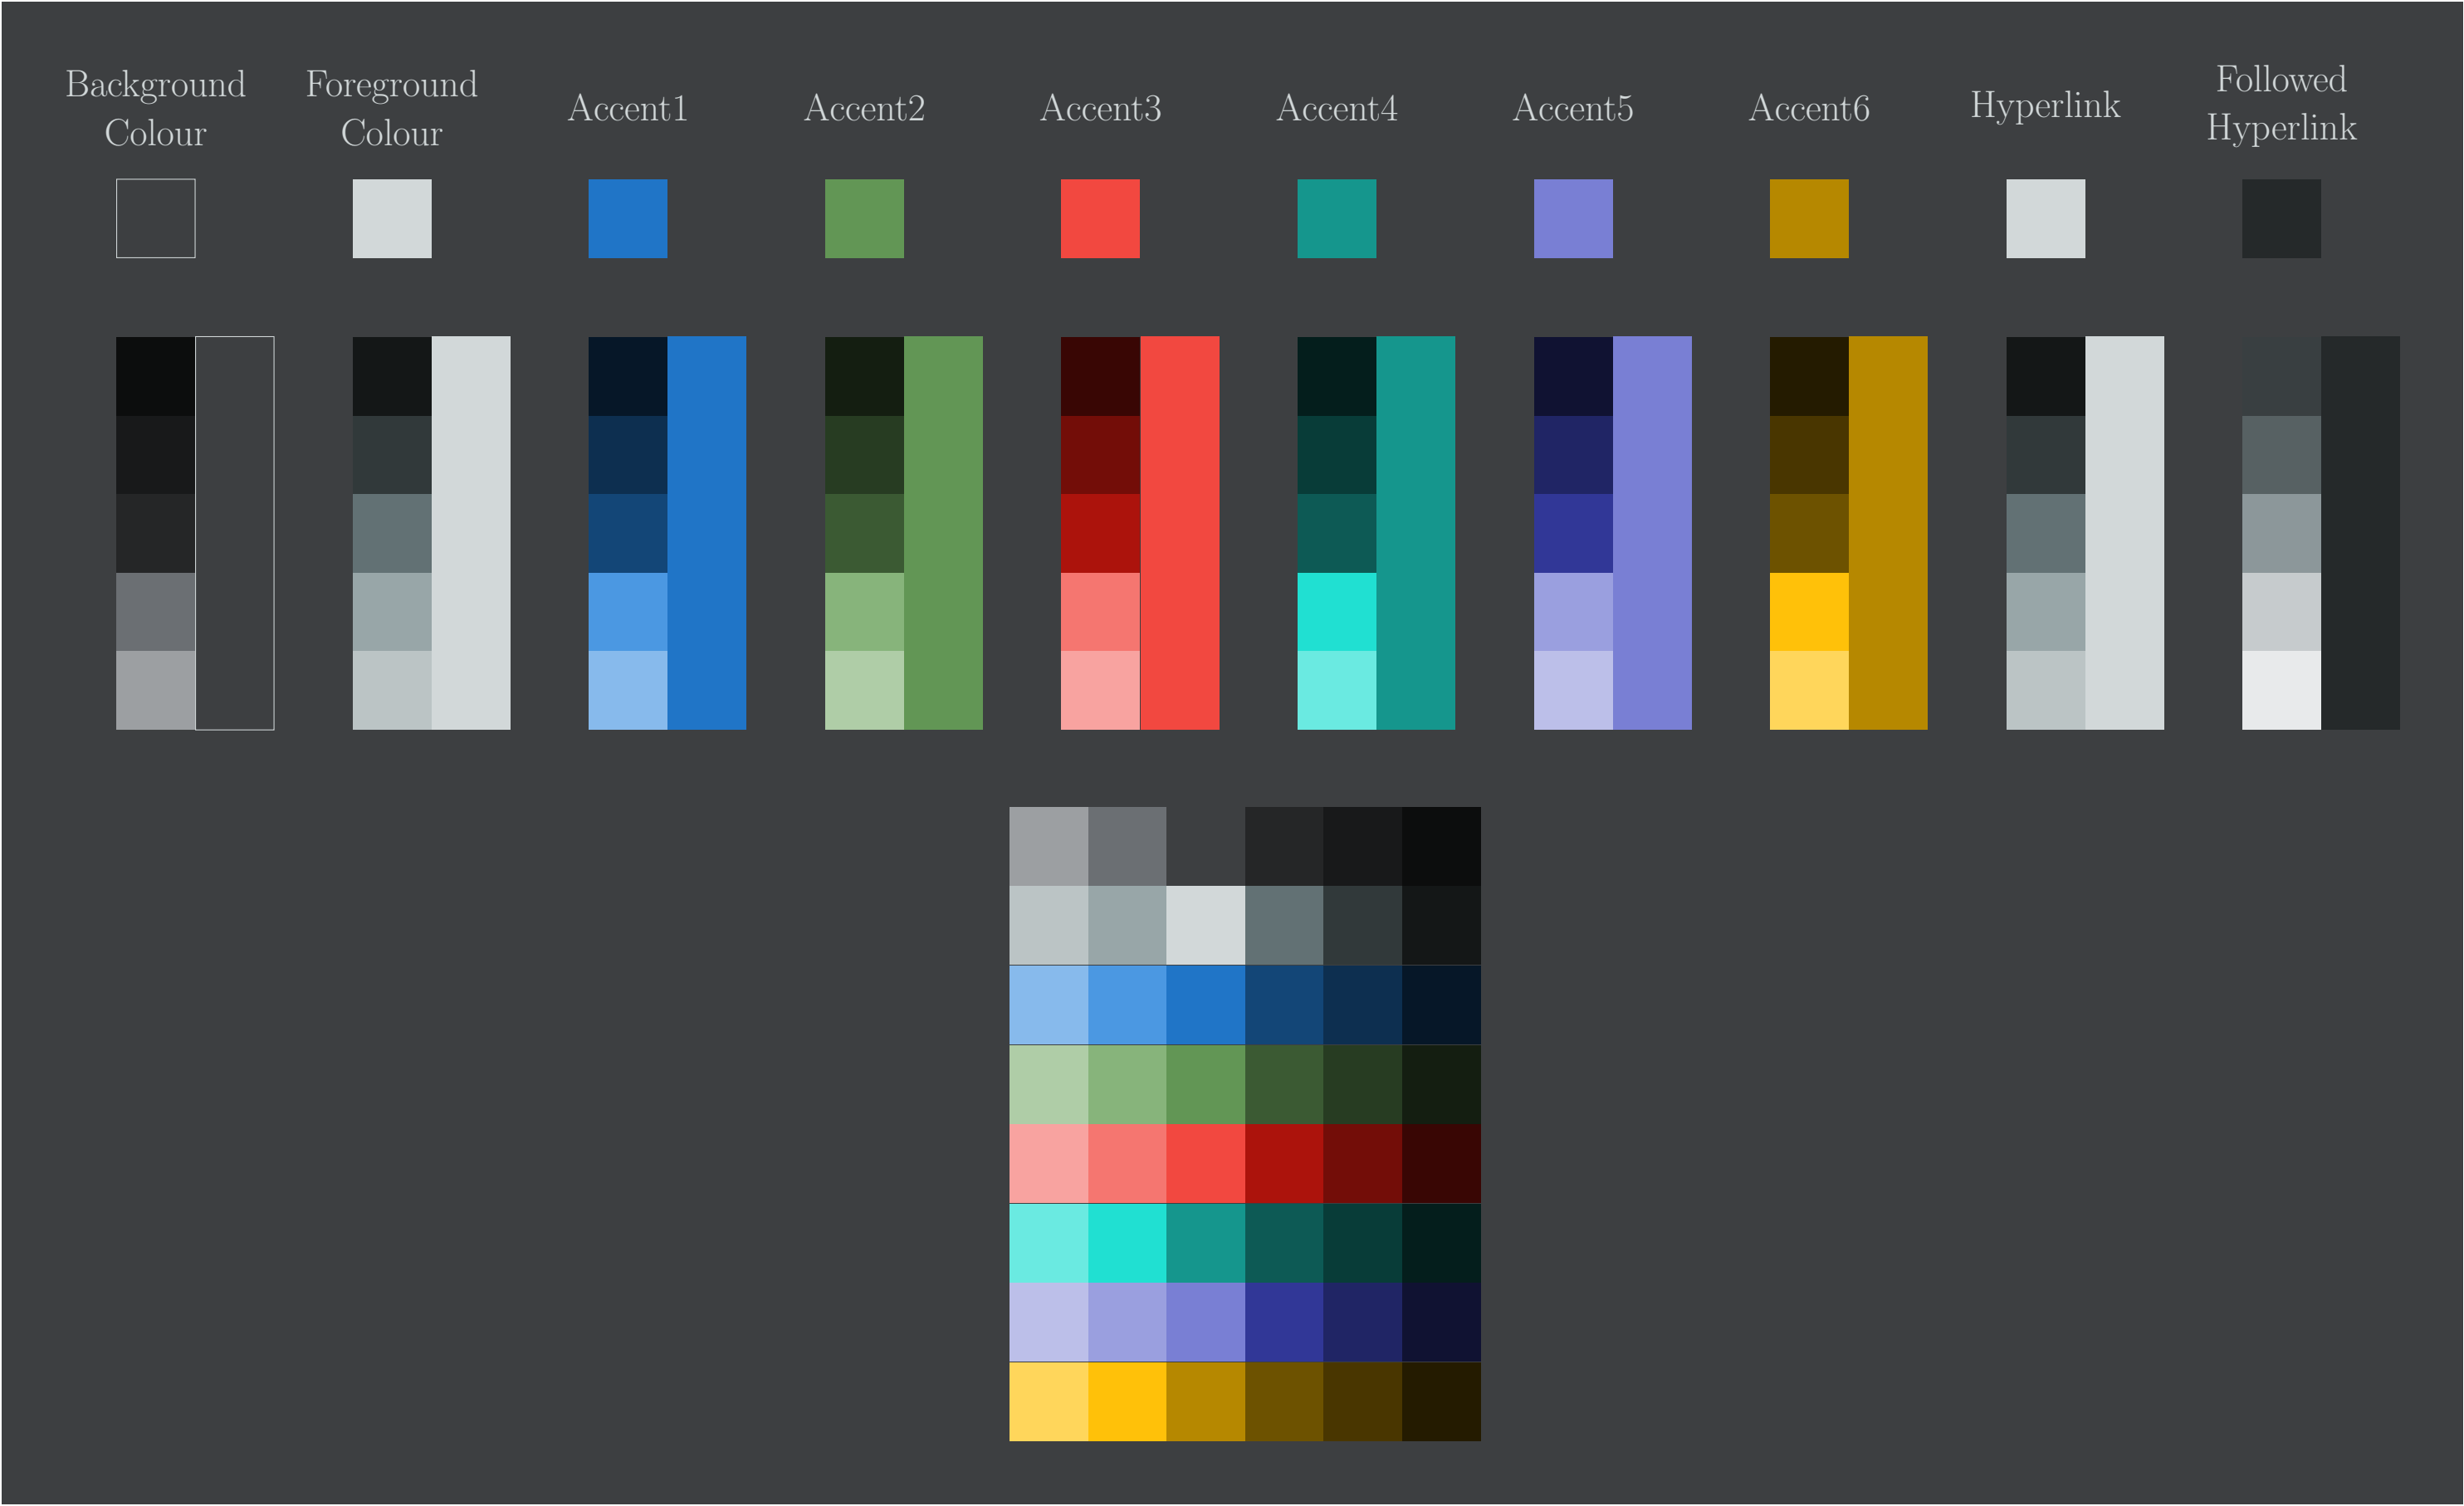 Background
Colour
Foreground
Colour
Accent1
Accent2
Accent3
Accent4
Accent5
Accent6
Hyperlink
Followed
Hyperlink